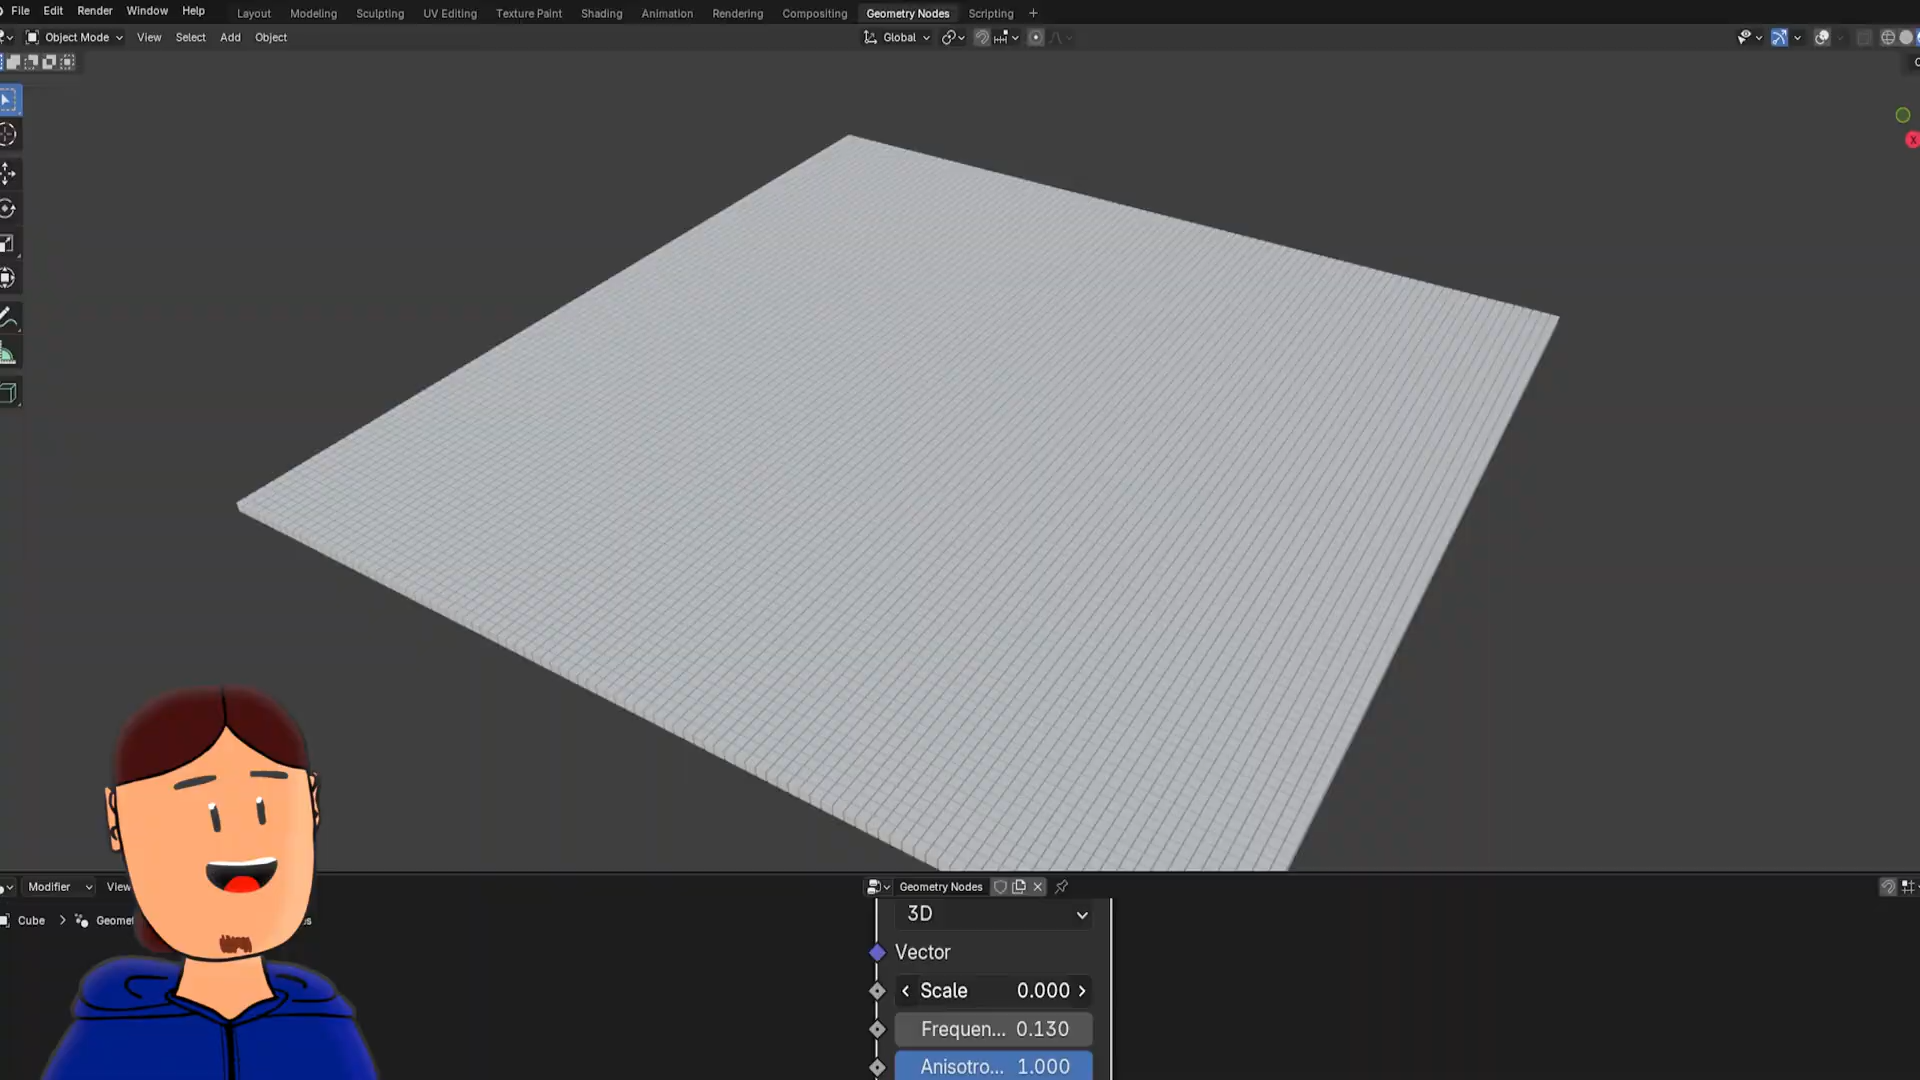 File Edit Render Window Help Layout Modeling Sculpting UV Editing Texture Paint Shading Animation Rendering Compositing Geometry Nodes Scripting +
Object Mode View Select Add Object Global
X
Modifier View Geometry Nodes
Cube > Geomet s
3D
Vector
Scale 0.000
Frequen... 0.130
Anisotro... 1.000